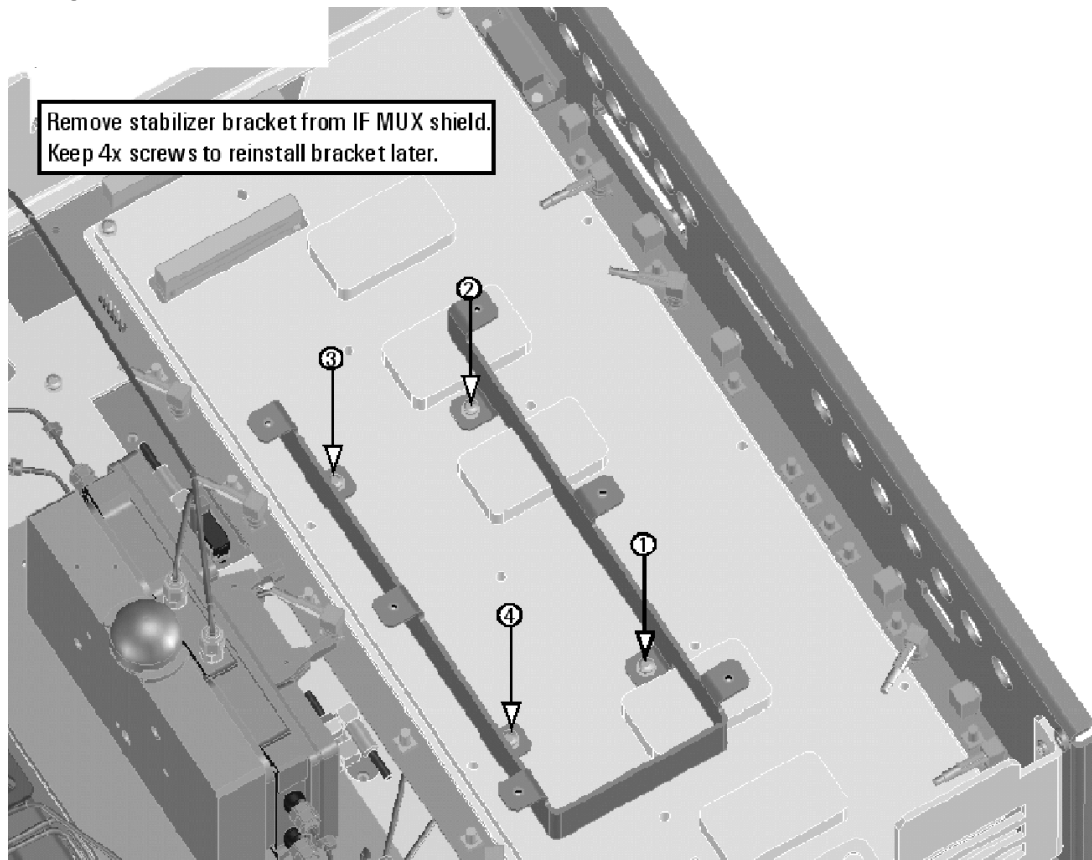 Remove stabilizer bracket from IF MUX shield.
Keep 4x screws to reinstall bracket later.
2
3
1
4